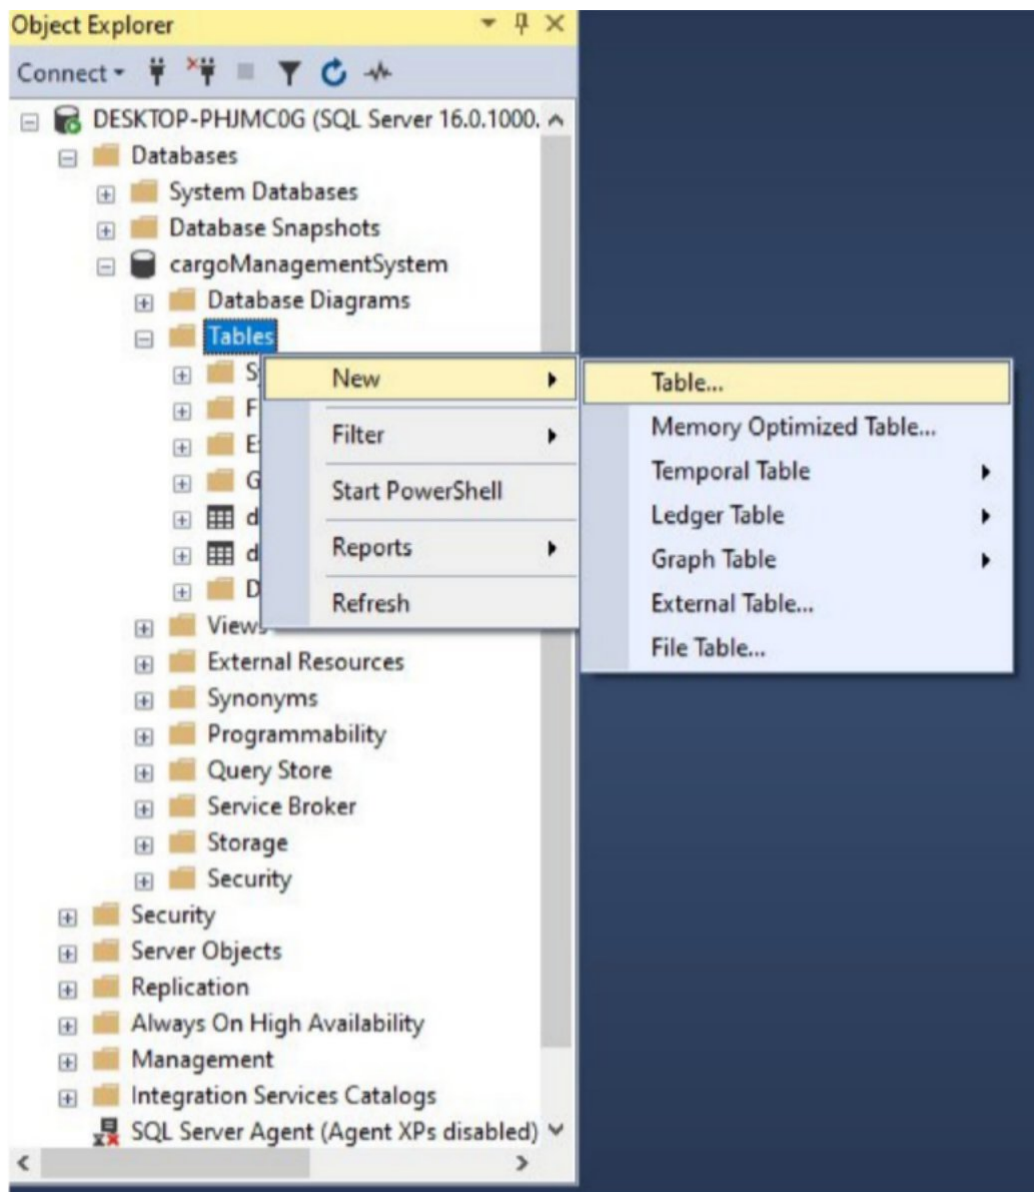 Object Explorer
Connect
DESKTOP-PHJMC0G (SQL Server 16.0.1000.
Databases
System Databases
Database Snapshots
cargoManagementSystem
Database Diagrams
Tables
S
F
E
G
d
d
D
Views
External Resources
Synonyms
Programmability
Query Store
Service Broker
Storage
Security
Security
Server Objects
Replication
Always On High Availability
Management
Integration Services Catalogs
SQL Server Agent (Agent XPs disabled)
New
Filter
Start PowerShell
Reports
Refresh
Table...
Memory Optimized Table...
Temporal Table
Ledger Table
Graph Table
External Table...
File Table...